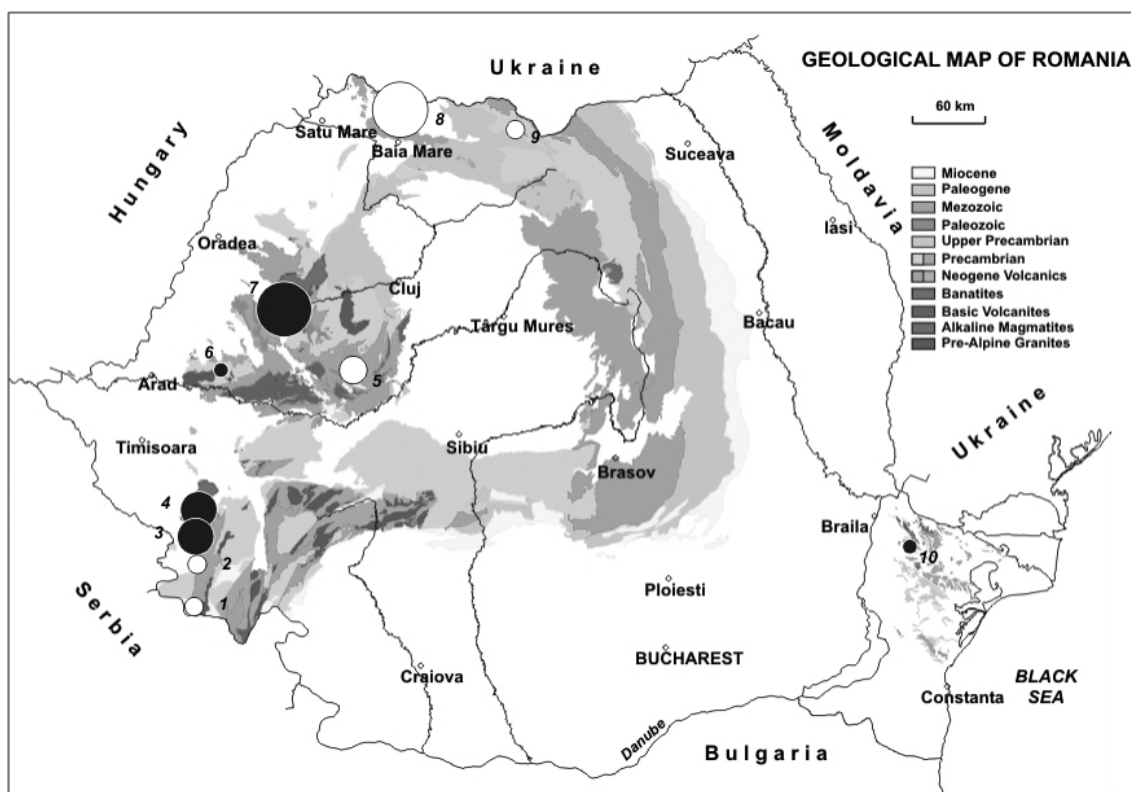 GEOLOGICAL MAP OF ROMANIA
60 km
Miocene
Paleogene
Mezozoic
Paleozoic
Upper Precambrian
Precambrian
Neogene Volcanics
Banatites
Basic Volcanites
Alkaline Magmatites
Pre-Alpine Granites
Ukraine
Hungary
Moldavia
Satu Mare
8
9
Baia Mare
Suceava
Iasi
Oradea
7
Cluj
Târgu Mures
Bacau
6
5
Arad
Ukraine
Timisoara
Sibiu
Brasov
4
3
Braila
10
2
1
Serbia
Ploiesti
BUCHAREST
Craiova
Constanta
BLACK
SEA
Danube
Bulgaria